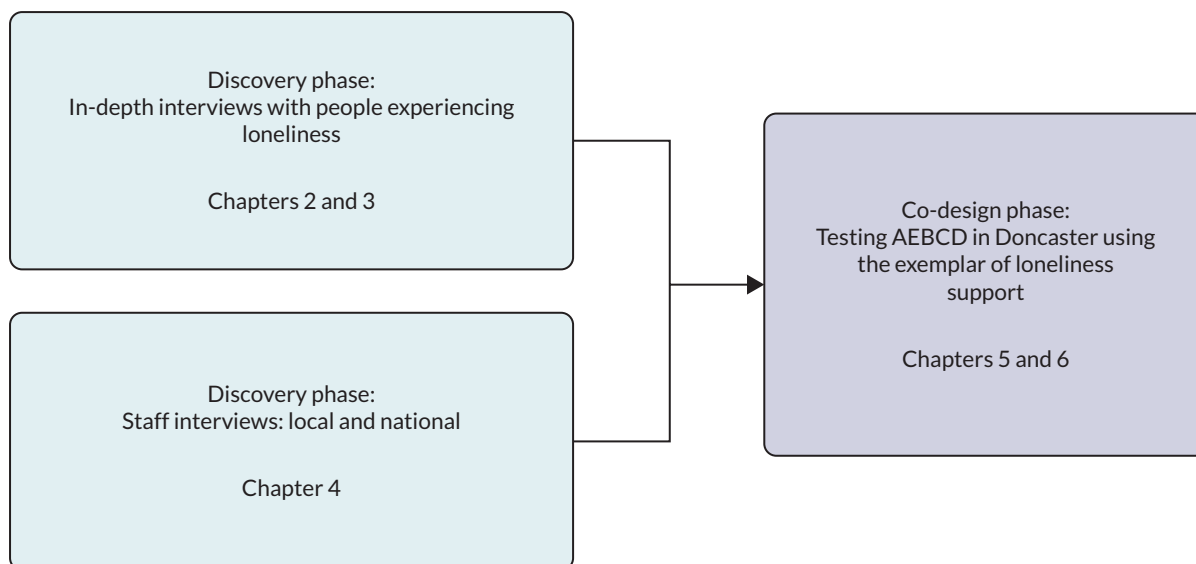 Discovery phase:
In-depth interviews with people experiencing
loneliness
Chapters 2 and 3
Discovery phase:
Staff interviews: local and national
Chapter 4
Co-design phase:
Testing AEBCD in Doncaster using
the exemplar of loneliness
support
Chapters 5 and 6